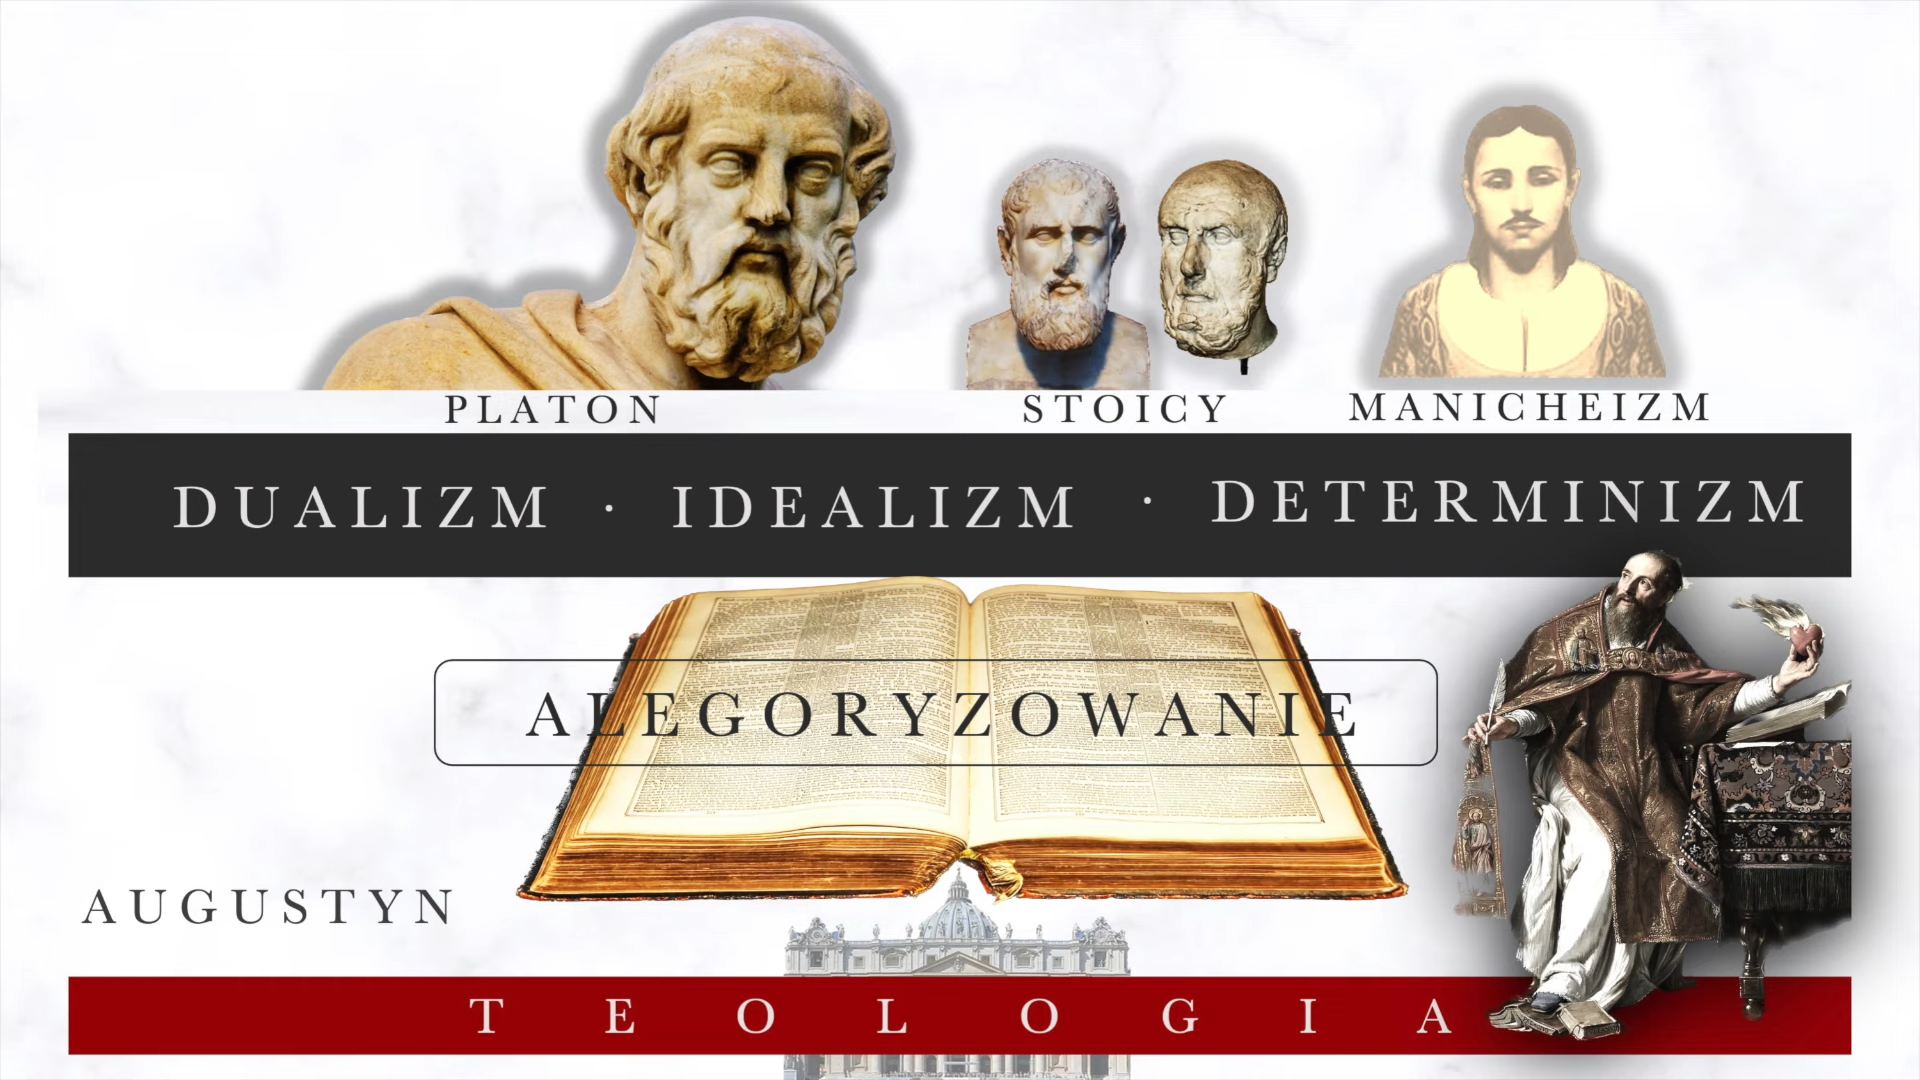 PLATON
STOICY
MANICHEIZM
DUALIZM · IDEALIZM · DETERMINIZM
ALEGORYZOWANIE
AUGUSTYN
TEOLOGIA